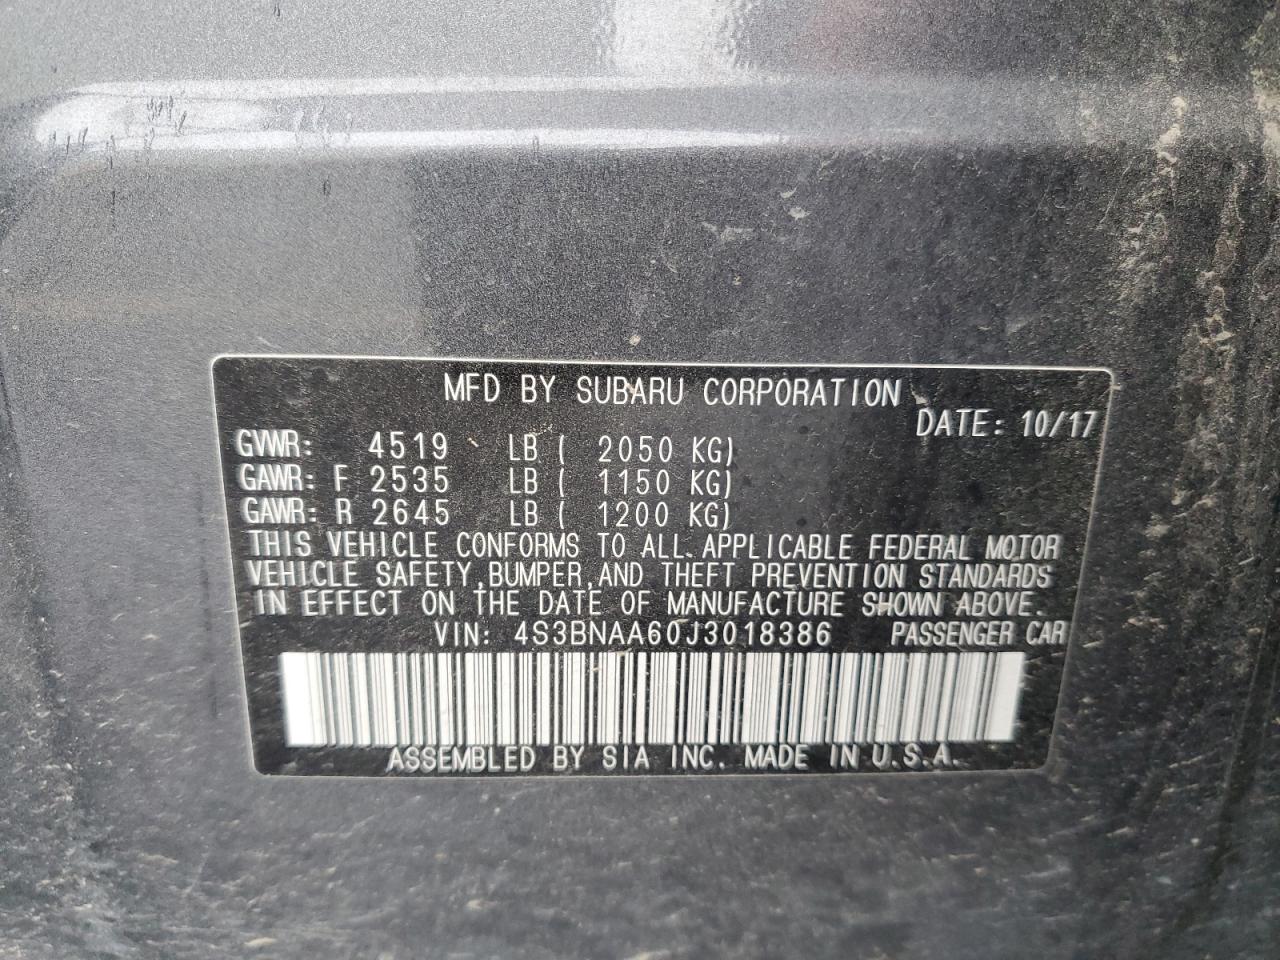 MFD BY SUBARU CORPORATION
DATE: 10/17
GVWR: 4519 LB ( 2050 KG)
GAWR: F 2535 LB ( 1150 KG)
GAWR: R 2645 LB ( 1200 KG)
THIS VEHICLE CONFORMS TO ALL APPLICABLE FEDERAL MOTOR
VEHICLE SAFETY, BUMPER, AND THEFT PREVENTION STANDARDS
IN EFFECT ON THE DATE OF MANUFACTURE SHOWN ABOVE.
VIN: 4S3BNAA60J3018386 PASSENGER CAR
ASSEMBLED BY SIA INC. MADE IN U.S.A.